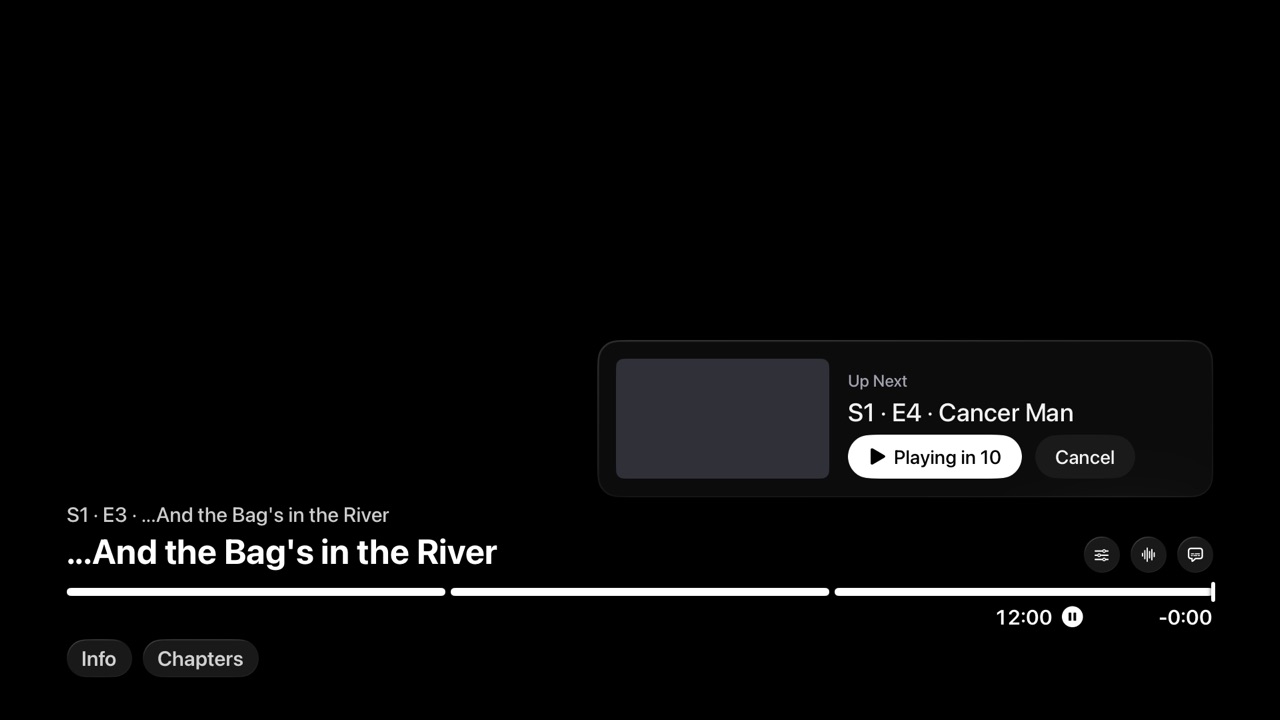 Up Next
S1 · E4 · Cancer Man
Playing in 10
Cancel
S1 · E3 · ...And the Bag's in the River
...And the Bag's in the River
12:00
-0:00
Info
Chapters